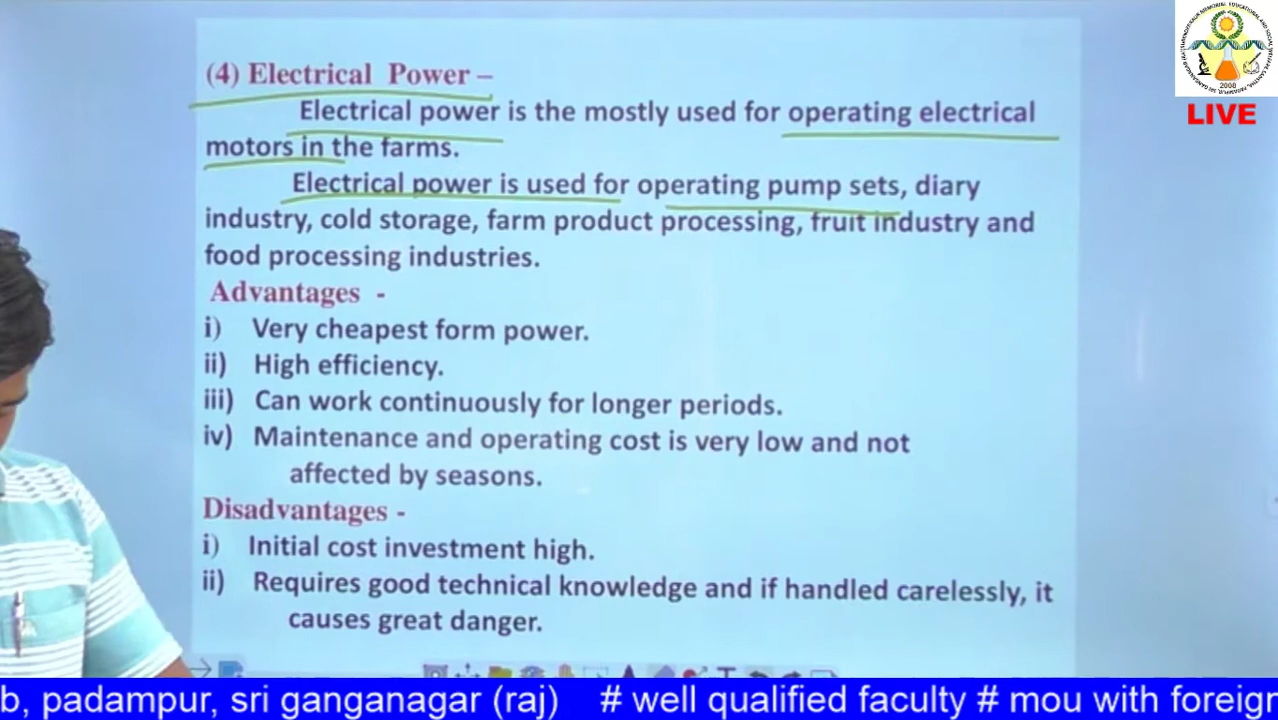 (4) Electrical Power –
Electrical power is the mostly used for operating electrical
motors in the farms.
Electrical power is used for operating pump sets, diary
industry, cold storage, farm product processing, fruit industry and
food processing industries.
Advantages -
i) Very cheapest form power.
ii) High efficiency.
iii) Can work continuously for longer periods.
iv) Maintenance and operating cost is very low and not
affected by seasons.
Disadvantages -
i) Initial cost investment high.
ii) Requires good technical knowledge and if handled carelessly, it
causes great danger.
2008
LIVE
b, padampur, sri ganganagar (raj) # well qualified faculty # mou with foreign